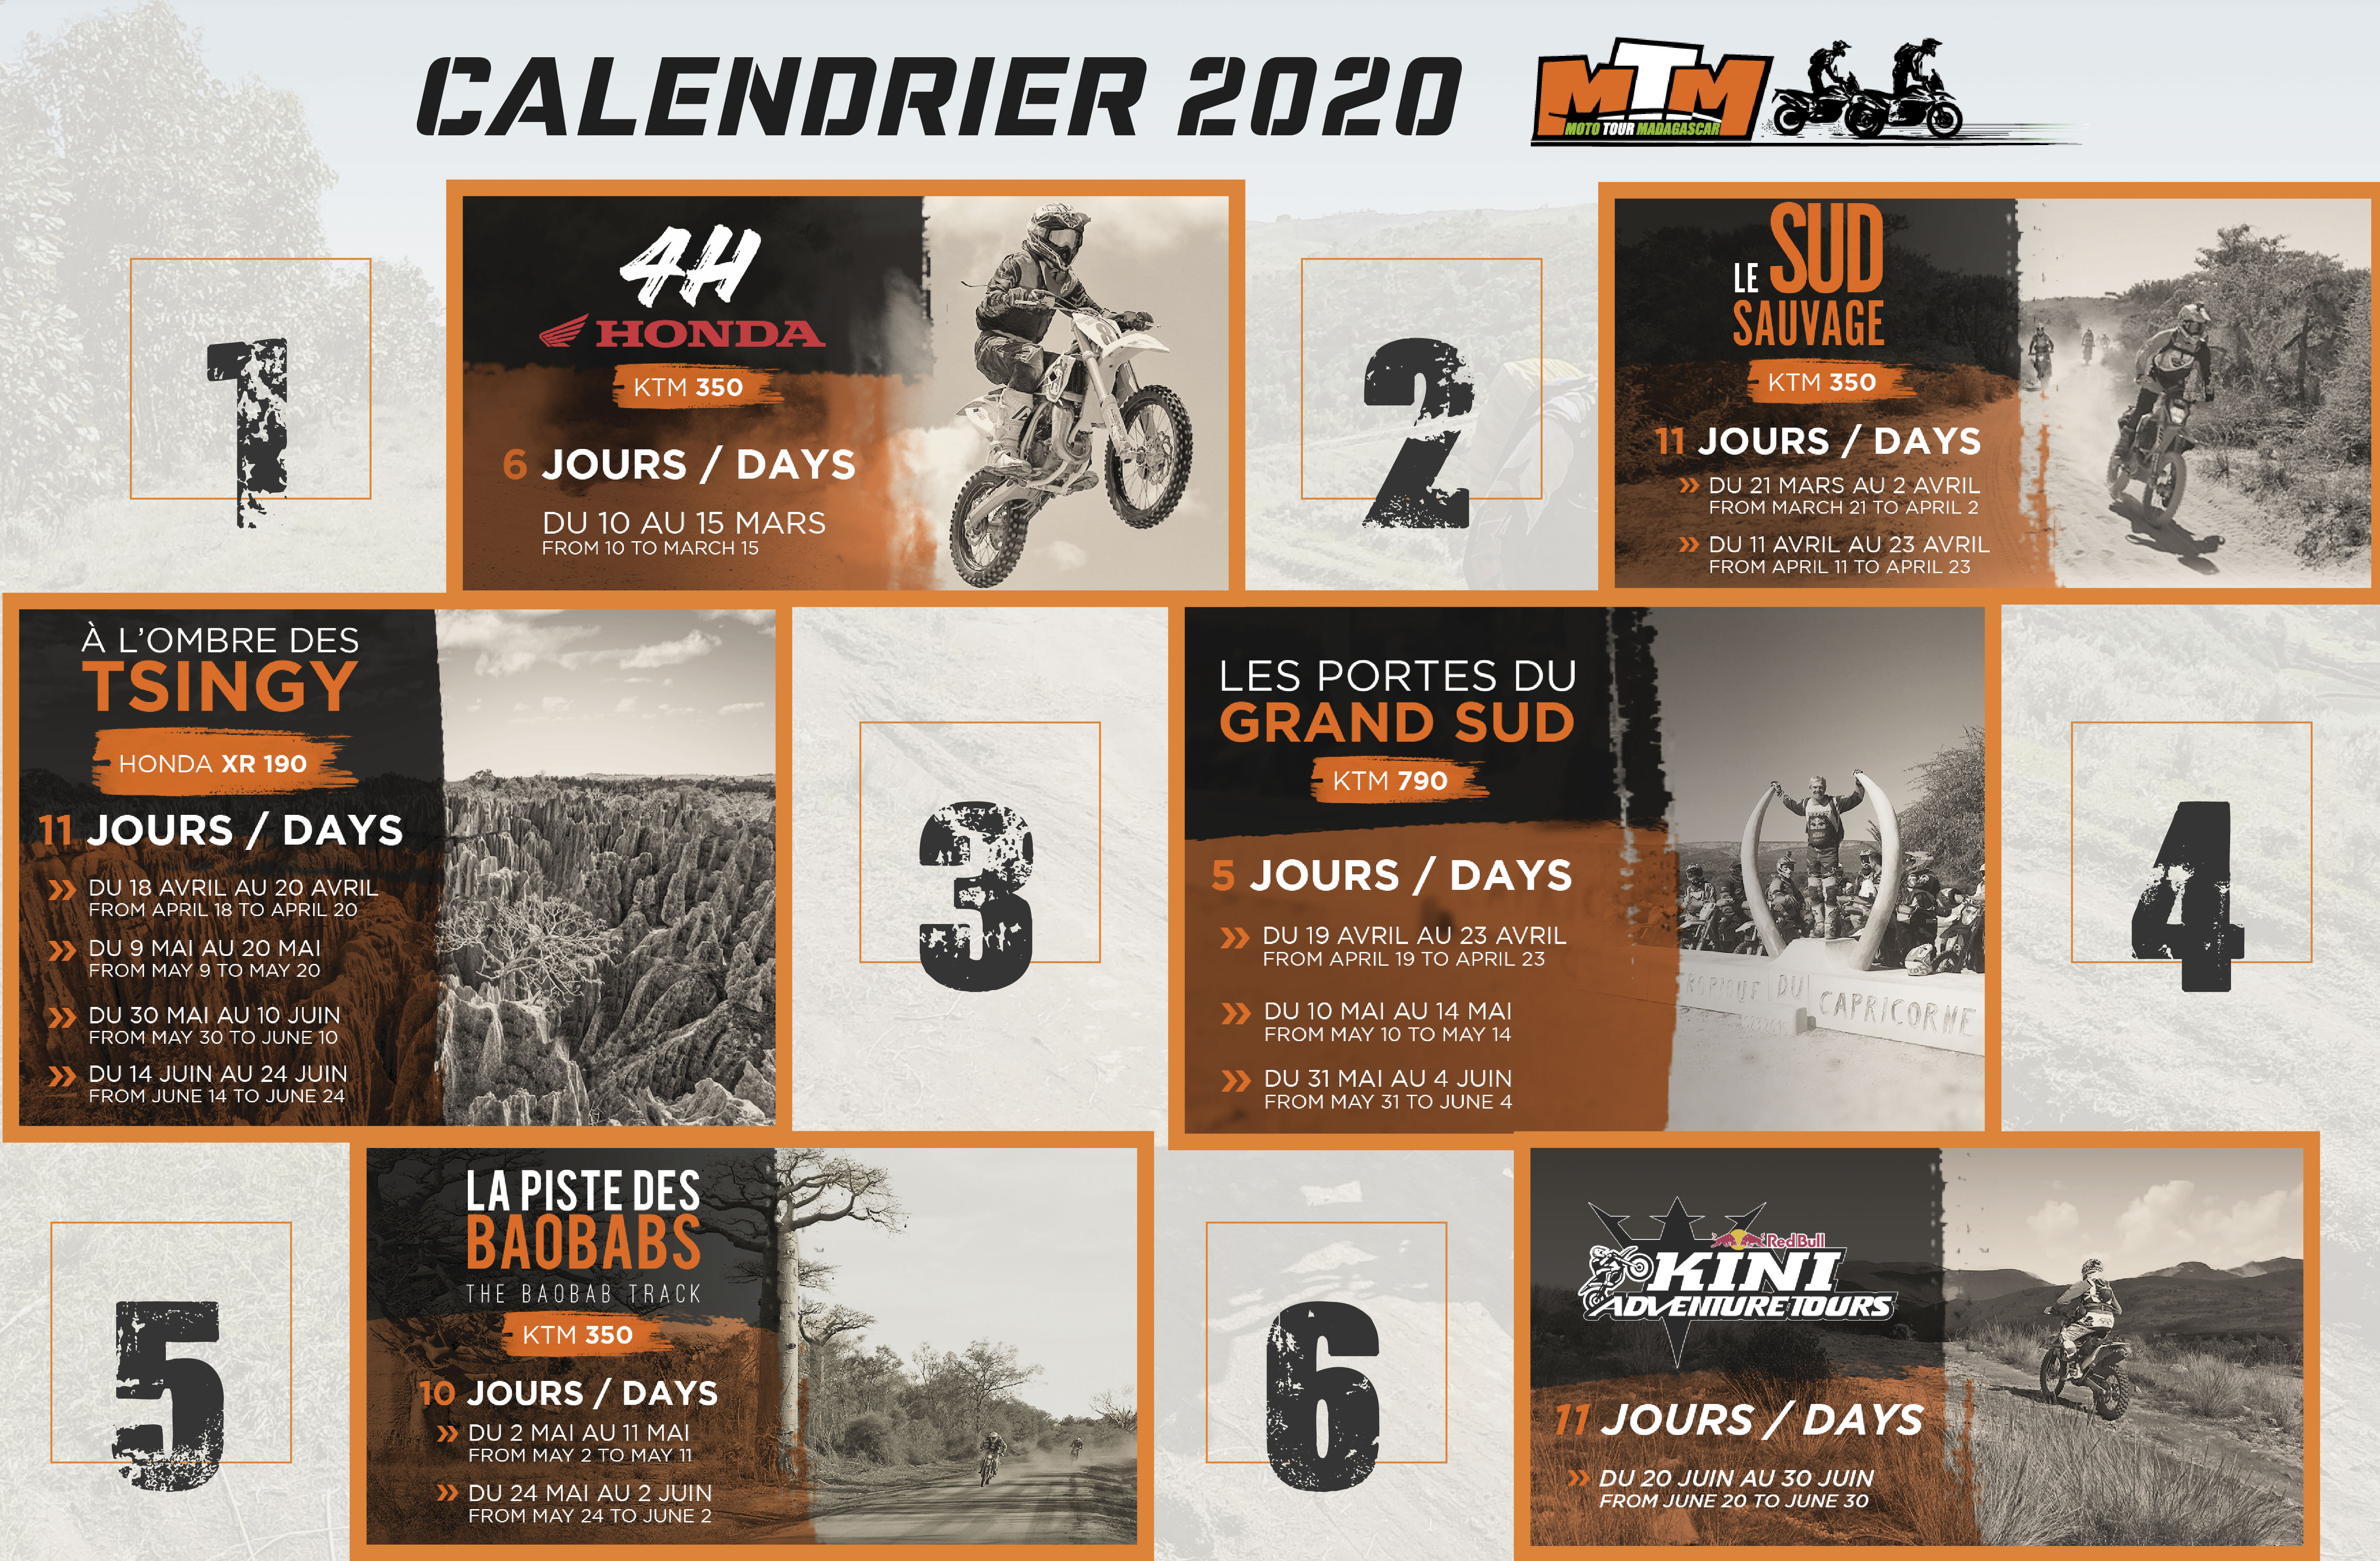 CALENDRIER 2020
MTM
MOTO TOUR MADAGASCAR
1
4H
HONDA
KTM 350
6 JOURS / DAYS
DU 10 AU 15 MARS
FROM 10 TO MARCH 15
2
LE SUD
SAUVAGE
KTM 350
11 JOURS / DAYS
» DU 21 MARS AU 2 AVRIL
FROM MARCH 21 TO APRIL 2
» DU 11 AVRIL AU 23 AVRIL
FROM APRIL 11 TO APRIL 23
À L'OMBRE DES
TSINGY
HONDA XR 190
11 JOURS / DAYS
» DU 18 AVRIL AU 20 AVRIL
FROM APRIL 18 TO APRIL 20
» DU 9 MAI AU 20 MAI
FROM MAY 9 TO MAY 20
» DU 30 MAI AU 10 JUIN
FROM MAY 30 TO JUNE 10
» DU 14 JUIN AU 24 JUIN
FROM JUNE 14 TO JUNE 24
3
LES PORTES DU
GRAND SUD
KTM 790
5 JOURS / DAYS
» DU 19 AVRIL AU 23 AVRIL
FROM APRIL 19 TO APRIL 23
» DU 10 MAI AU 14 MAI
FROM MAY 10 TO MAY 14
» DU 31 MAI AU 4 JUIN
FROM MAY 31 TO JUNE 4
ROPIQUE DU CAPRICORNE
4
5
LA PISTE DES
BAOBABS
THE BAOBAB TRACK
KTM 350
10 JOURS / DAYS
» DU 2 MAI AU 11 MAI
FROM MAY 2 TO MAY 11
» DU 24 MAI AU 2 JUIN
FROM MAY 24 TO JUNE 2
6
Red Bull
KINI
ADVENTURE TOURS
11 JOURS / DAYS
» DU 20 JUIN AU 30 JUIN
FROM JUNE 20 TO JUNE 30